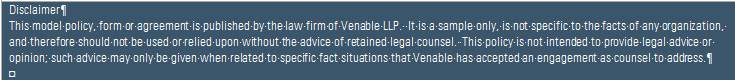 Disclaimer¶
This·model·policy,·form·or·agreement·is·published·by·the·law·firm·of·Venable·LLP.··It·is·a·sample·only,·is·not·specific·to·the·facts·of·any·organization,·
and·therefore·should·not·be·used·or·relied·upon·without·the·advice·of·retained·legal·counsel.··This·policy·is·not·intended·to·provide·legal·advice·or·
opinion;·such·advice·may·only·be·given·when·related·to·specific·fact·situations·that·Venable·has·accepted·an·engagement·as·counsel·to·address.¶